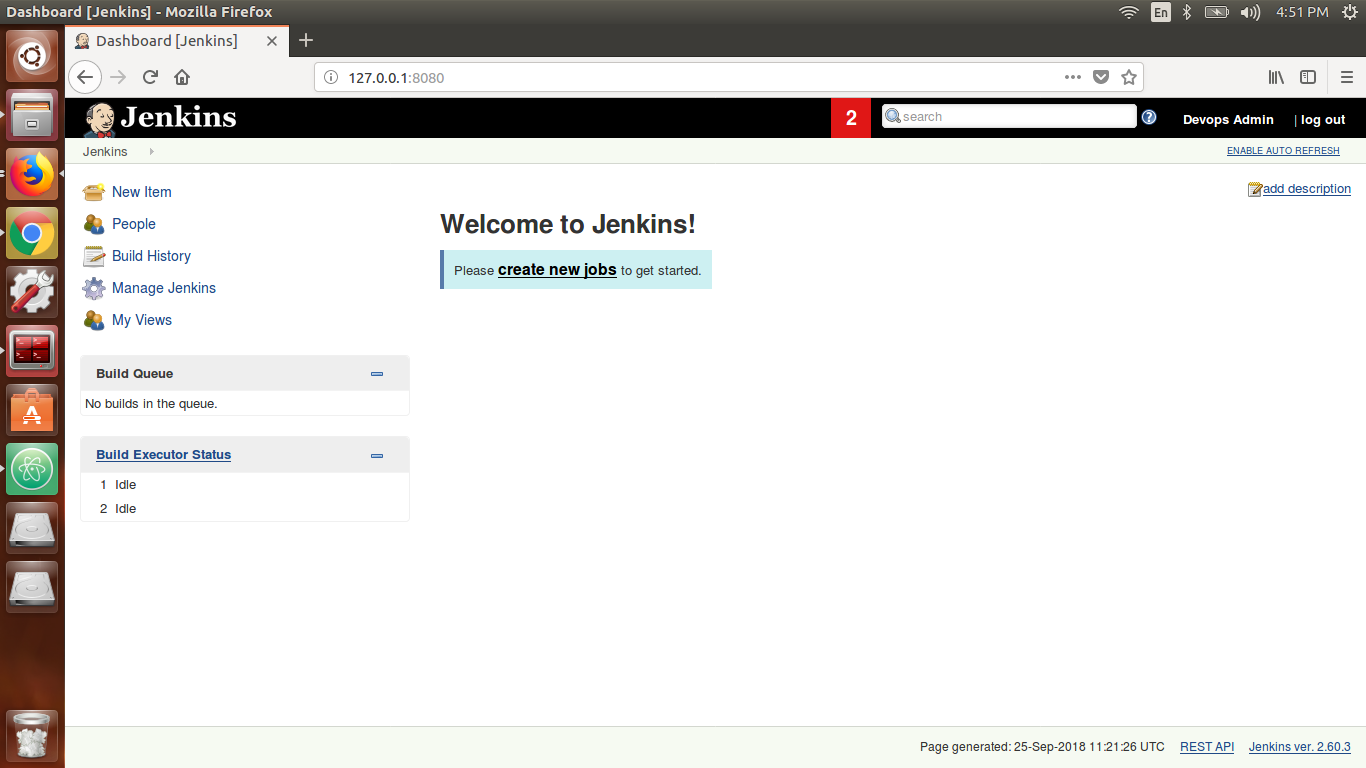 Dashboard [Jenkins] - Mozilla Firefox
En
4:51 PM
Dashboard [Jenkins]
127.0.0.1:8080
Jenkins
2
search
Devops Admin
| log out
Jenkins
ENABLE AUTO REFRESH
New Item
People
Build History
Manage Jenkins
My Views
add description
Welcome to Jenkins!
Please create new jobs to get started.
Build Queue
No builds in the queue.
Build Executor Status
1 Idle
2 Idle
Page generated: 25-Sep-2018 11:21:26 UTC
REST API
Jenkins ver. 2.60.3